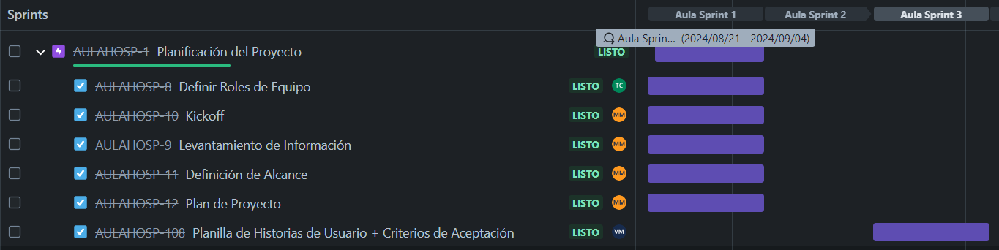 Sprints Aula Sprint 1 Aula Sprint 2 Aula Sprint 3
Aula Sprin... (2024/08/21 - 2024/09/04)
AULAHOSP-1 Planificación del Proyecto LISTO
AULAHOSP-8 Definir Roles de Equipo LISTO TC
AULAHOSP-10 Kickoff LISTO MM
AULAHOSP-9 Levantamiento de Información LISTO MM
AULAHOSP-11 Definición de Alcance LISTO MM
AULAHOSP-12 Plan de Proyecto LISTO MM
AULAHOSP-108 Planilla de Historias de Usuario + Criterios de Aceptación LISTO VM